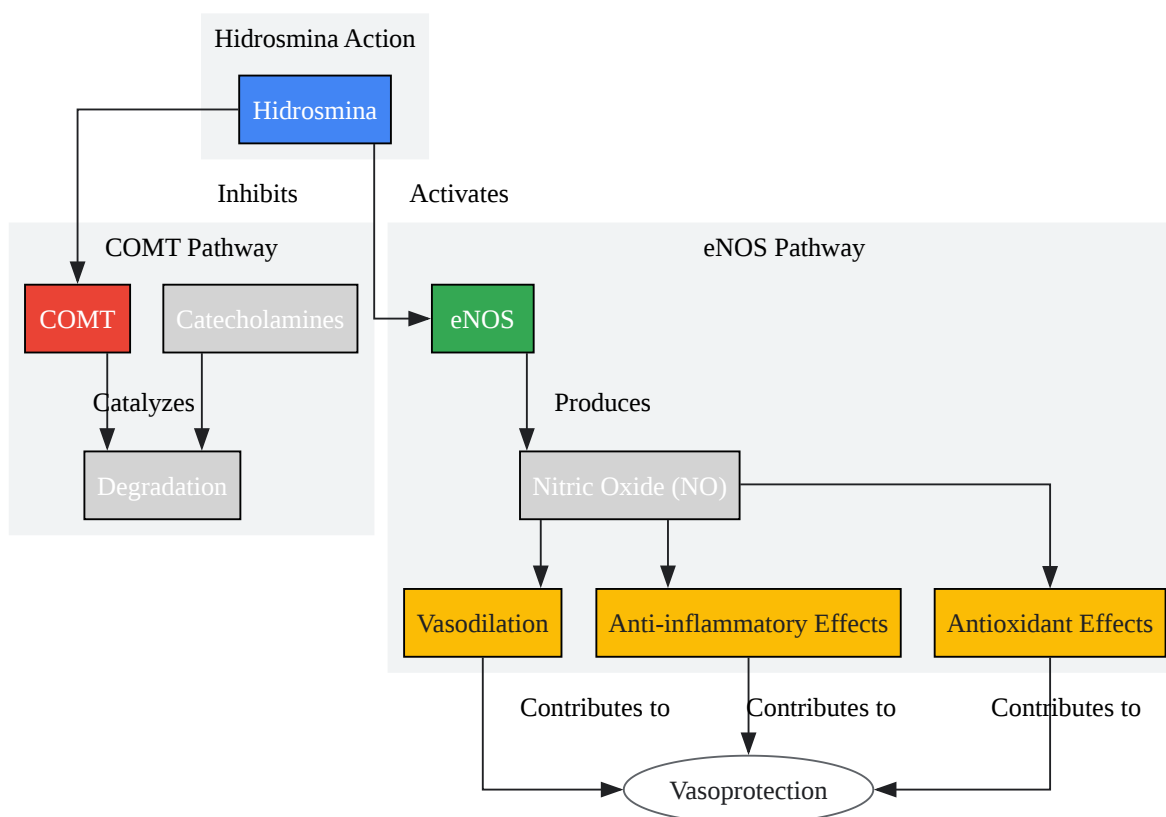 Hidrosmina Action
Hidrosmina
Inhibits
Activates
COMT Pathway
eNOS Pathway
COMT
Catecholamines
eNOS
Catalyzes
Produces
Degradation
Nitric Oxide (NO)
Vasodilation
Anti-inflammatory Effects
Antioxidant Effects
Contributes to
Contributes to
Contributes to
Vasoprotection